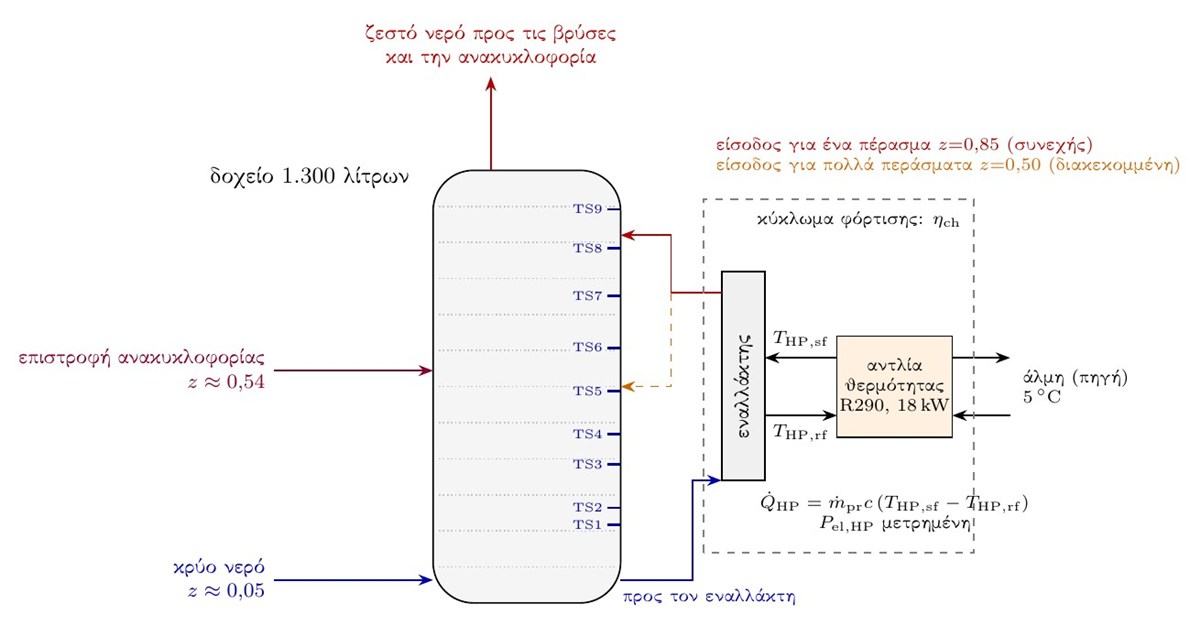 ζεστό νερό προς τις βρύσες
και την ανακυκλοφορία
είσοδος για ένα πέρασμα z=0,85 (συνεχής)
είσοδος για πολλά περάσματα z=0,50 (διακεκομμένη)
δοχείο 1.300 λίτρων
TS9
κύκλωμα φόρτισης: η_ch
TS8
TS7
TS6
TS5
TS4
TS3
TS2
TS1
επιστροφή ανακυκλοφορίας
z ≈ 0,54
εναλλάκτης
T_HP,sf
T_HP,rf
αντλία
θερμότητας
R290, 18 kW
άλμη (πηγή)
5 °C
Q̇_HP = ṁ_pr c (T_HP,sf − T_HP,rf)
P_el,HP μετρημένη
κρύο νερό
z ≈ 0,05
προς τον εναλλάκτη